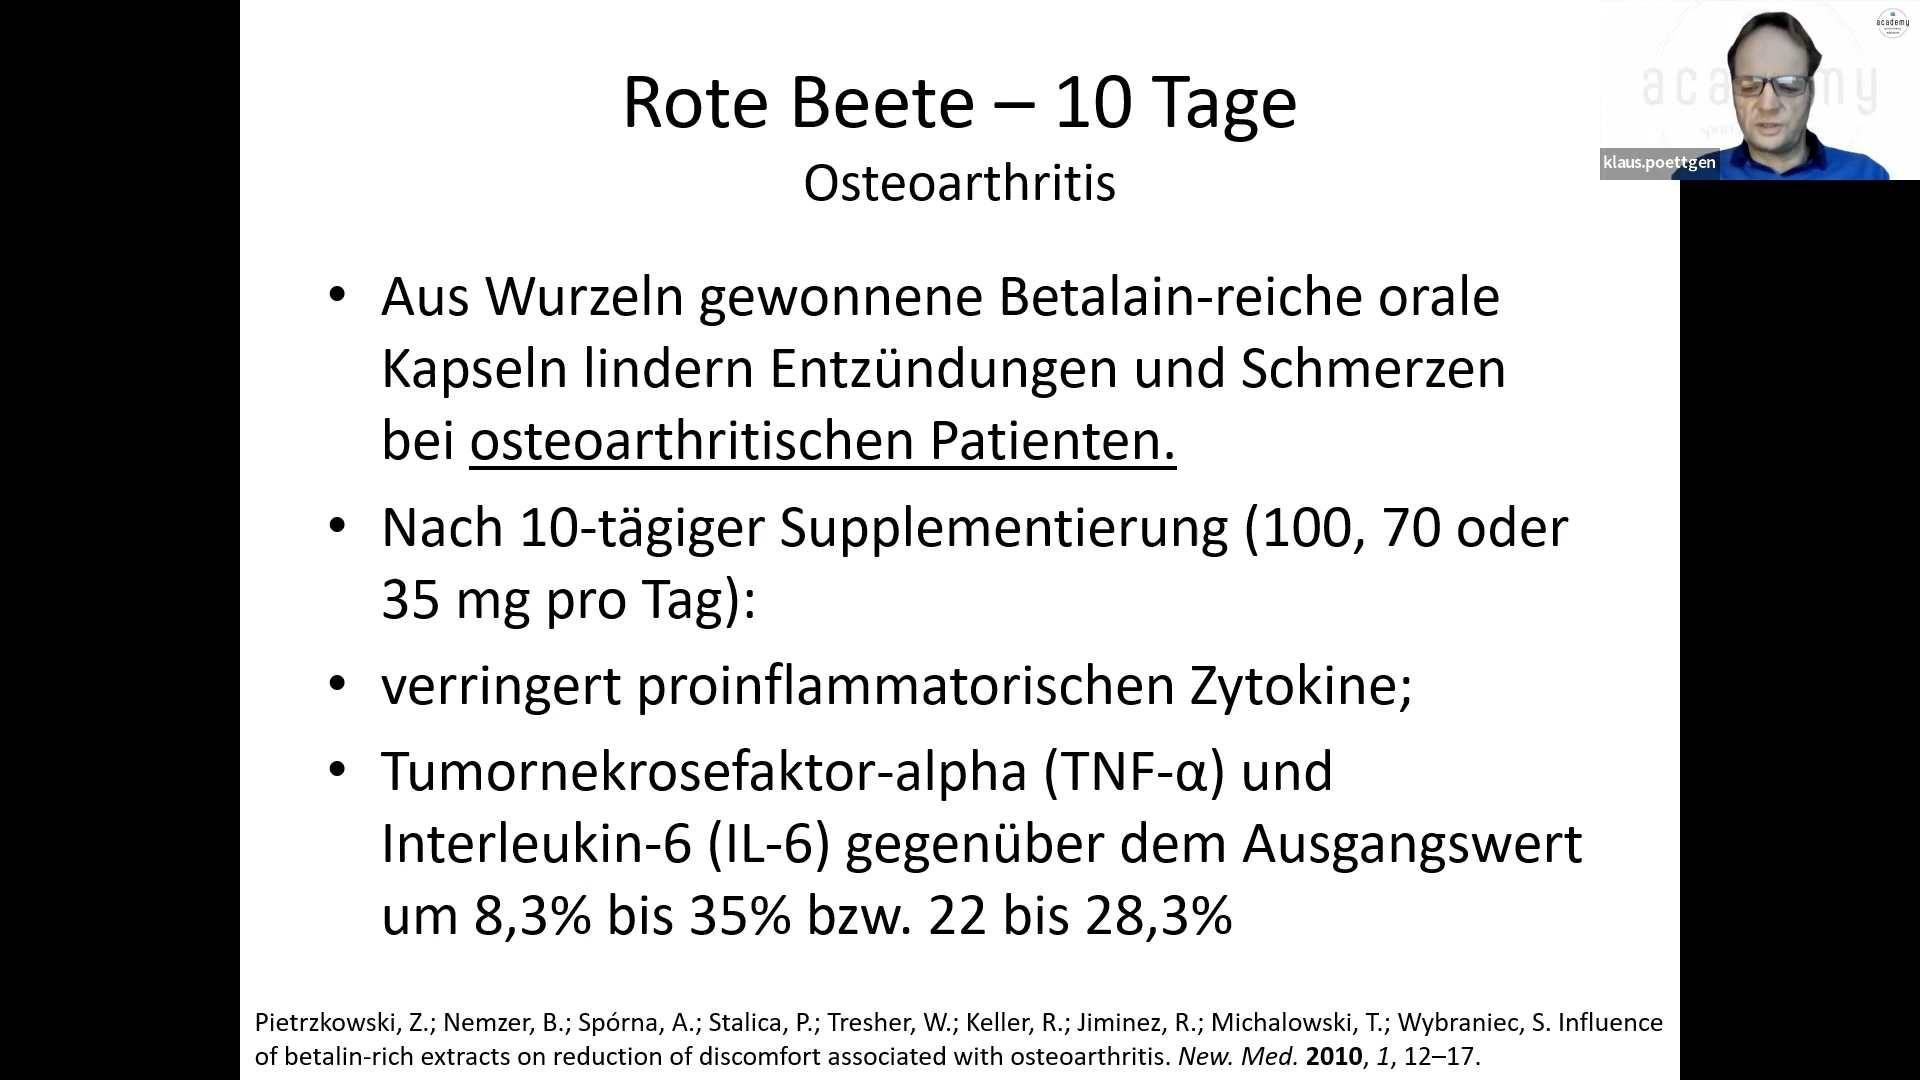 Rote Beete – 10 Tage
Osteoarthritis
• Aus Wurzeln gewonnene Betalain-reiche orale
Kapseln lindern Entzündungen und Schmerzen
bei osteoarthritischen Patienten.
• Nach 10-tägiger Supplementierung (100, 70 oder
35 mg pro Tag):
• verringert proinflammatorischen Zytokine;
• Tumornekrosefaktor-alpha (TNF-α) und
Interleukin-6 (IL-6) gegenüber dem Ausgangswert
um 8,3% bis 35% bzw. 22 bis 28,3%
Pietrzkowski, Z.; Nemzer, B.; Spórna, A.; Stalica, P.; Tresher, W.; Keller, R.; Jiminez, R.; Michalowski, T.; Wybraniec, S. Influence
of betalin-rich extracts on reduction of discomfort associated with osteoarthritis. New. Med. 2010, 1, 12–17.
academy
klaus.poettgen